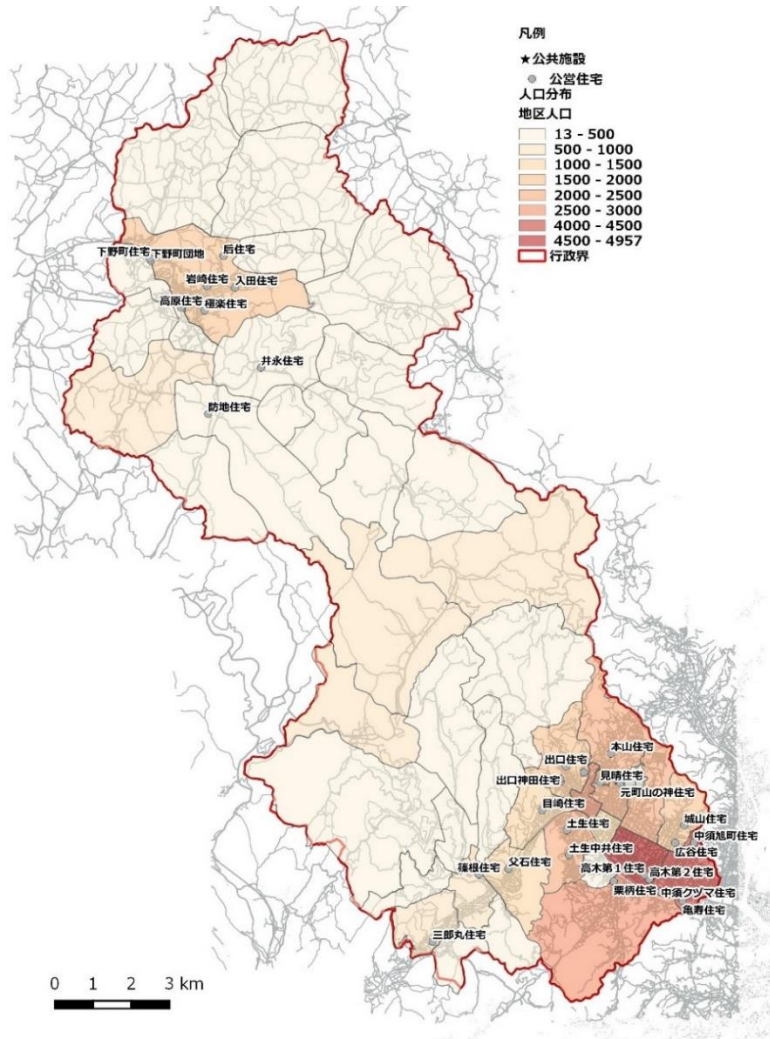 凡例
★公共施設
公営住宅
人口分布
地区人口
13 - 500
500 - 1000
1000 - 1500
1500 - 2000
2000 - 2500
2500 - 3000
4000 - 4500
4500 - 4957
行政界
下野町住宅
下野町団地
后住宅
岩崎住宅
入田住宅
高原住宅
極楽住宅
井永住宅
防地住宅
本山住宅
出口住宅
見晴住宅
出口神田住宅
元町山の神住宅
目崎住宅
城山住宅
土生住宅
中須旭町住宅
広谷住宅
土生中井住宅
父石住宅
高木第1住宅
高木第2住宅
篠根住宅
栗柄住宅
中須クヅマ住宅
亀寿住宅
三郎丸住宅
0 1 2 3 km